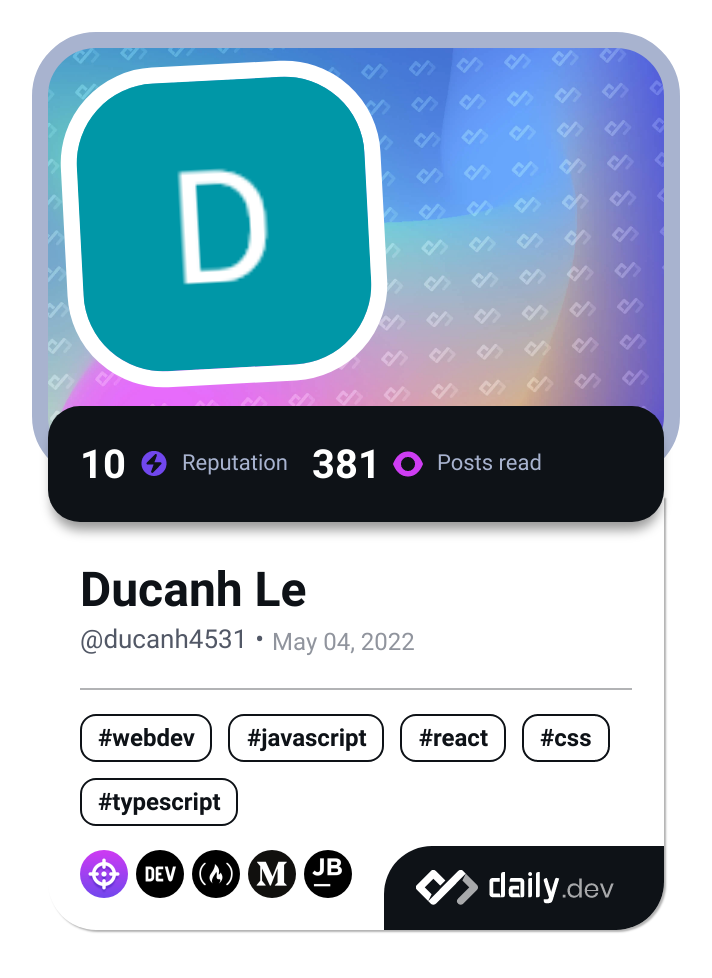 D
10 Reputation 381 Posts read
Ducanh Le
@ducanh4531 • May 04, 2022
#webdev #javascript #react #css
#typescript
DEV M JB
daily.dev